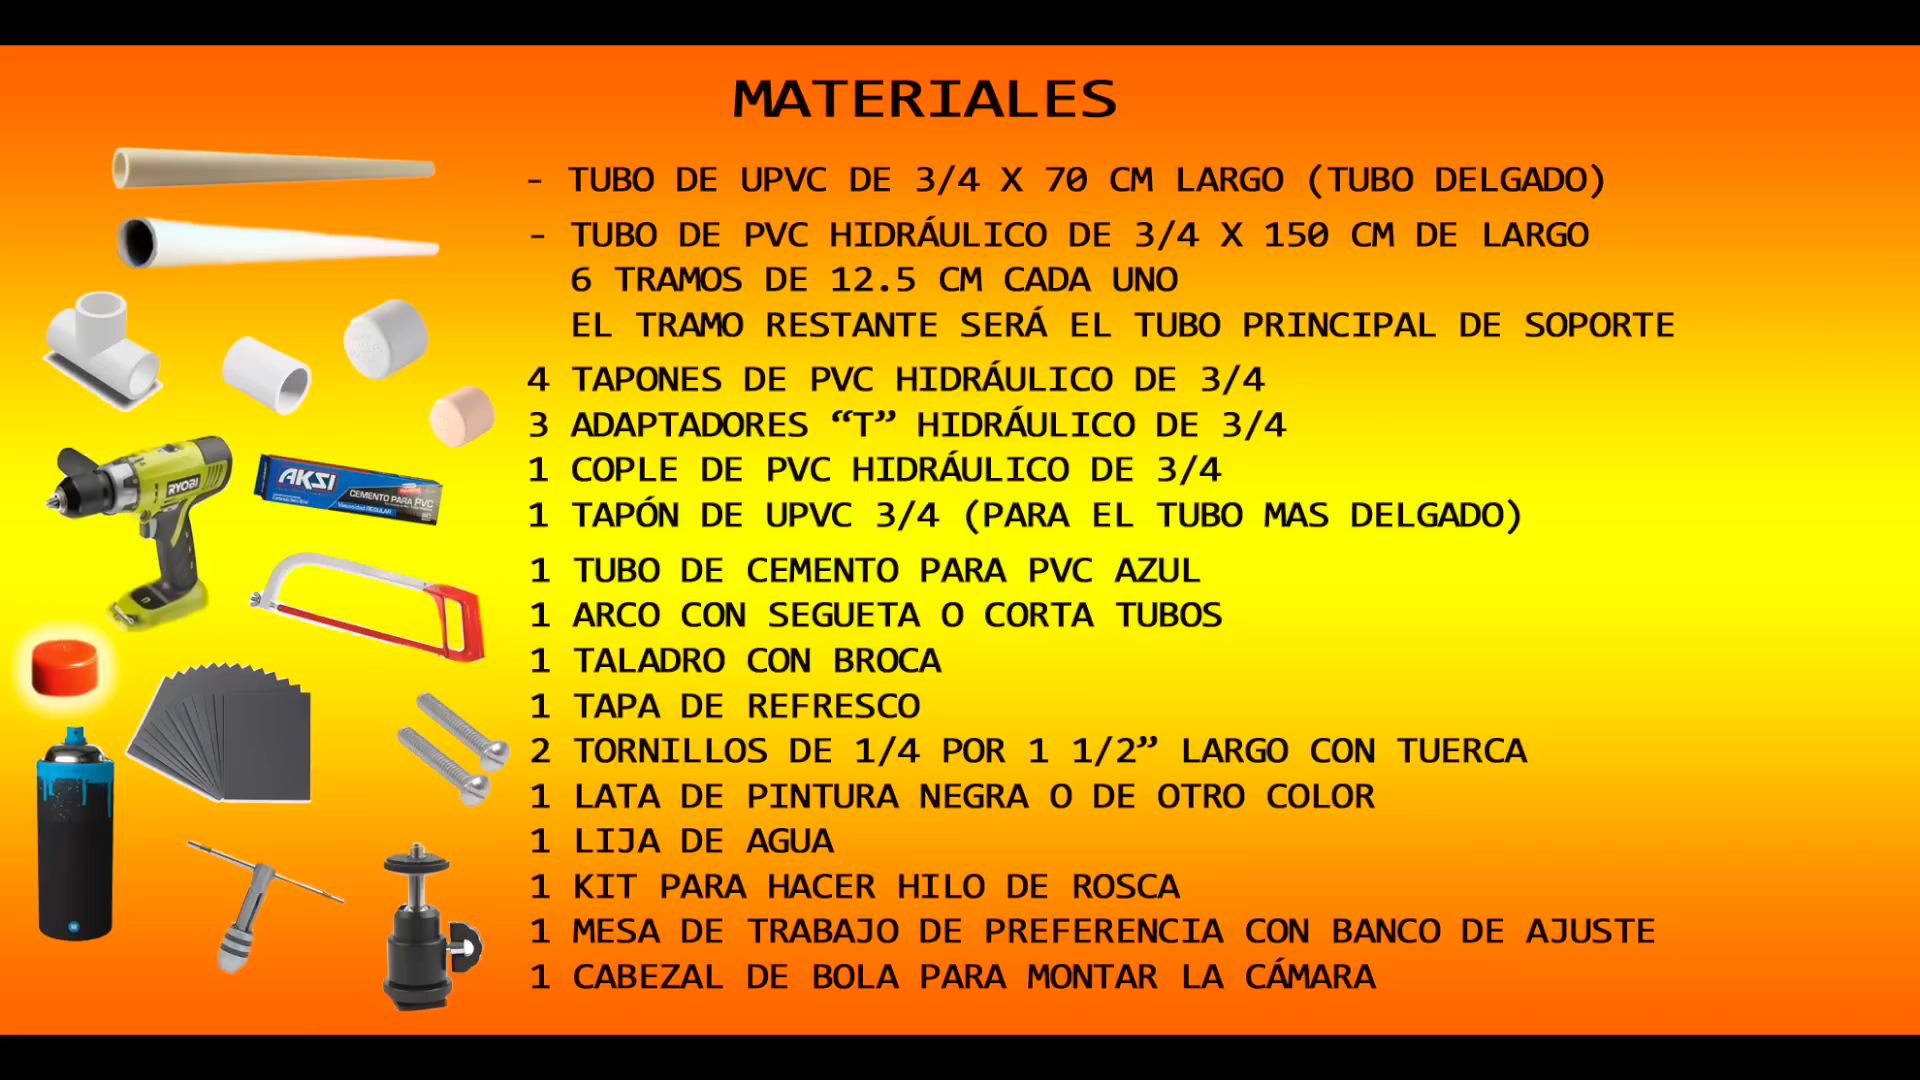 MATERIALES
- TUBO DE UPVC DE 3/4 X 70 CM LARGO (TUBO DELGADO)
- TUBO DE PVC HIDRÁULICO DE 3/4 X 150 CM DE LARGO
6 TRAMOS DE 12.5 CM CADA UNO
EL TRAMO RESTANTE SERÁ EL TUBO PRINCIPAL DE SOPORTE
4 TAPONES DE PVC HIDRÁULICO DE 3/4
3 ADAPTADORES “T” HIDRÁULICO DE 3/4
1 COPLE DE PVC HIDRÁULICO DE 3/4
1 TAPÓN DE UPVC 3/4 (PARA EL TUBO MAS DELGADO)
1 TUBO DE CEMENTO PARA PVC AZUL
1 ARCO CON SEGUETA O CORTA TUBOS
1 TALADRO CON BROCA
1 TAPA DE REFRESCO
2 TORNILLOS DE 1/4 POR 1 1/2” LARGO CON TUERCA
1 LATA DE PINTURA NEGRA O DE OTRO COLOR
1 LIJA DE AGUA
1 KIT PARA HACER HILO DE ROSCA
1 MESA DE TRABAJO DE PREFERENCIA CON BANCO DE AJUSTE
1 CABEZAL DE BOLA PARA MONTAR LA CÁMARA
RYOBI
AKSI
CEMENTO PARA PVC
Viscosidad REGULAR